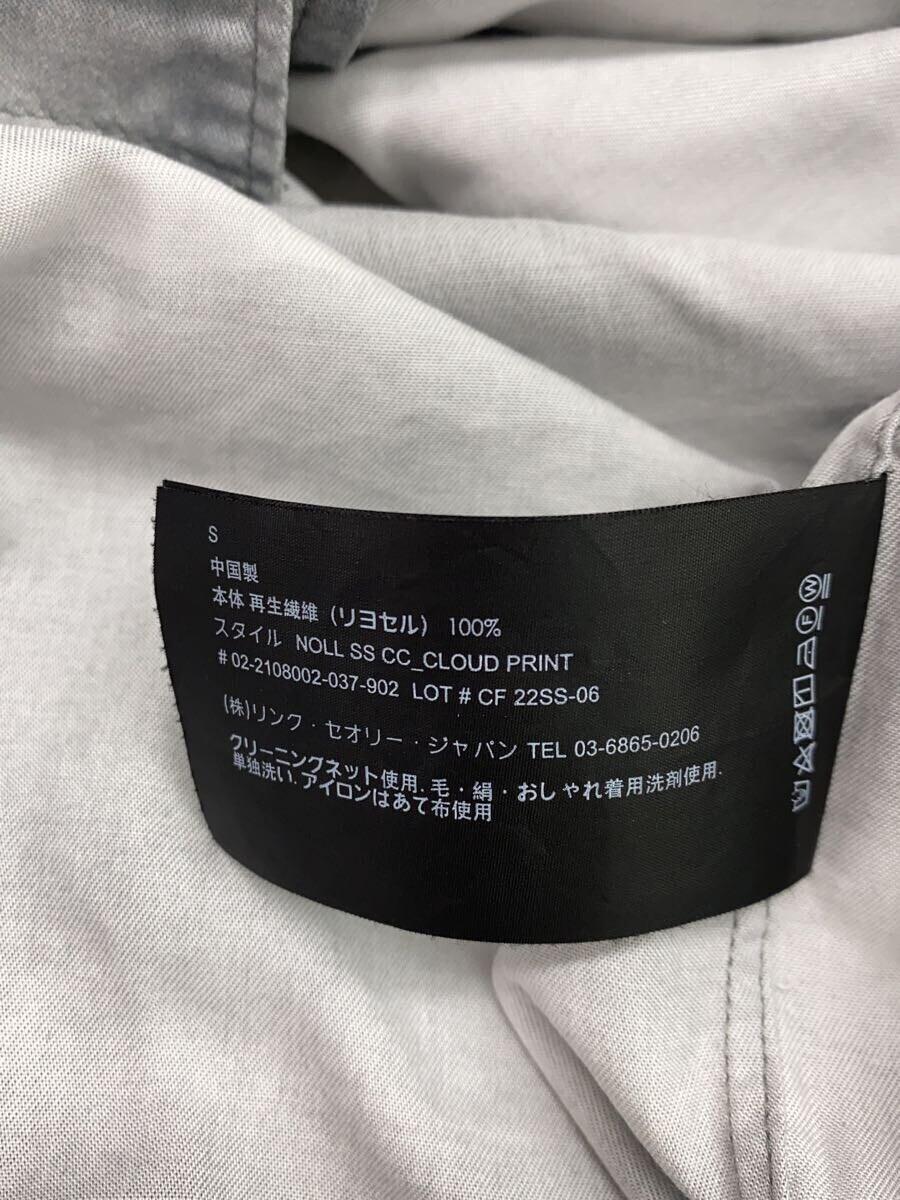 S
中国製
本体 再生繊維 (リヨセル) 100%
スタイル NOLL SS CC_CLOUD PRINT
# 02-2108002-037-902 LOT # CF 22SS-06
(株)リンク・セオリー・ジャパン TEL 03-6865-0206
クリーニングネット使用. 毛・絹・おしゃれ着用洗剤使用.
単独洗い. アイロンはあて布使用
W
F